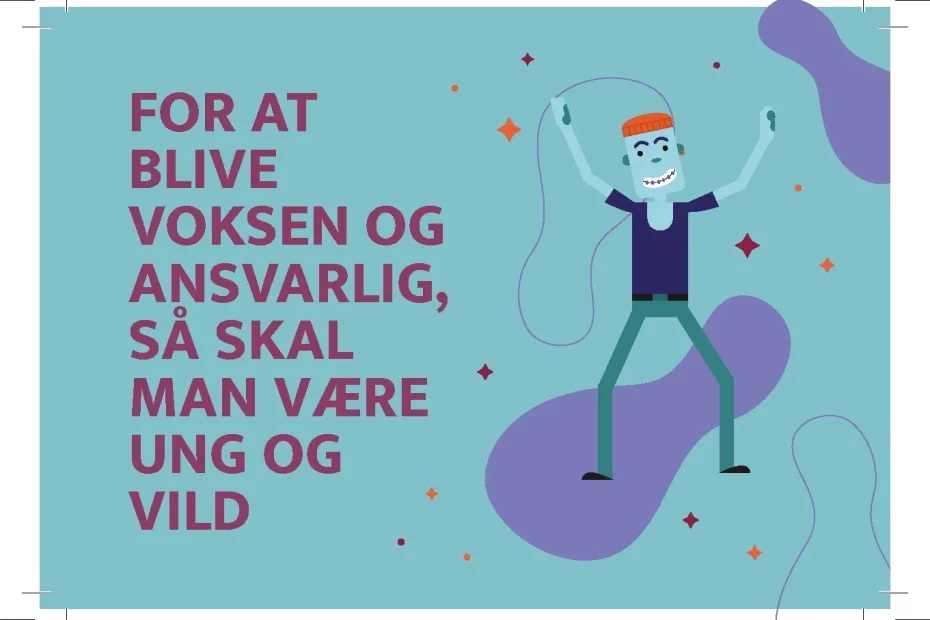 FOR AT
BLIVE
VOKSEN OG
ANSVARLIG,
SÅ SKAL
MAN VÆRE
UNG OG
VILD